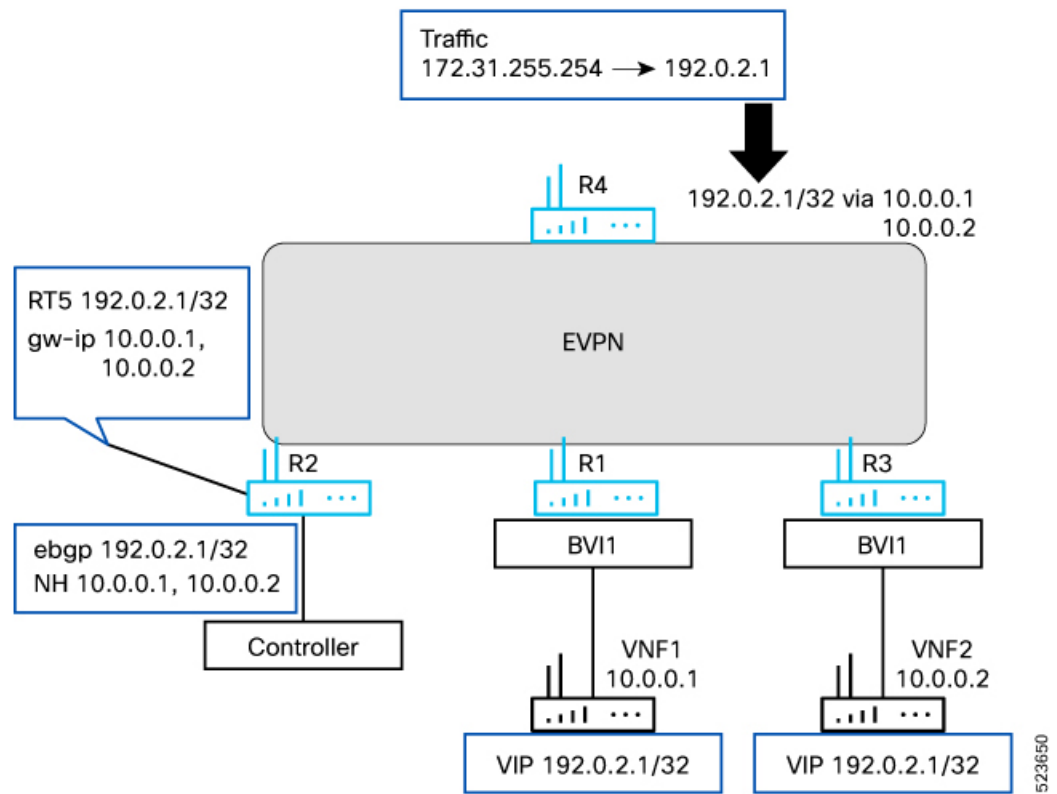 Traffic
172.31.255.254 → 192.0.2.1
R4
192.0.2.1/32 via 10.0.0.1
10.0.0.2
RT5 192.0.2.1/32
gw-ip 10.0.0.1,
10.0.0.2
EVPN
R2
R1
R3
ebgp 192.0.2.1/32
NH 10.0.0.1, 10.0.0.2
BVI1
BVI1
Controller
VNF1
10.0.0.1
VNF2
10.0.0.2
VIP 192.0.2.1/32
VIP 192.0.2.1/32
523650